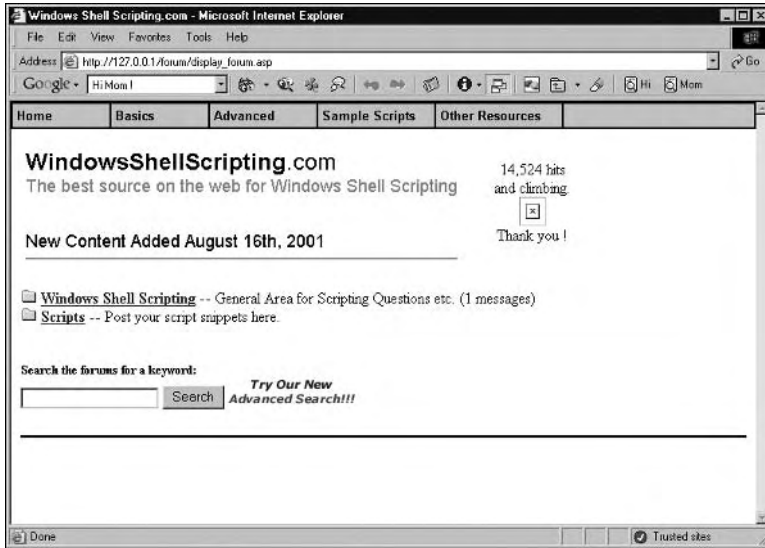 Windows Shell Scripting.com - Microsoft Internet Explorer
File Edit View Favorites Tools Help
Address http://127.0.0.1/forum/display_forum.asp Go
Google Hi Mom ! Hi Mom
Home Basics Advanced Sample Scripts Other Resources
WindowsShellScripting.com
The best source on the web for Windows Shell Scripting
14,524 hits
and climbing.
Thank you !
New Content Added August 16th, 2001
Windows Shell Scripting -- General Area for Scripting Questions etc. (1 messages)
Scripts -- Post your script snippets here.
Search the forums for a keyword:
Search
Try Our New
Advanced Search!!!
Done Trusted sites